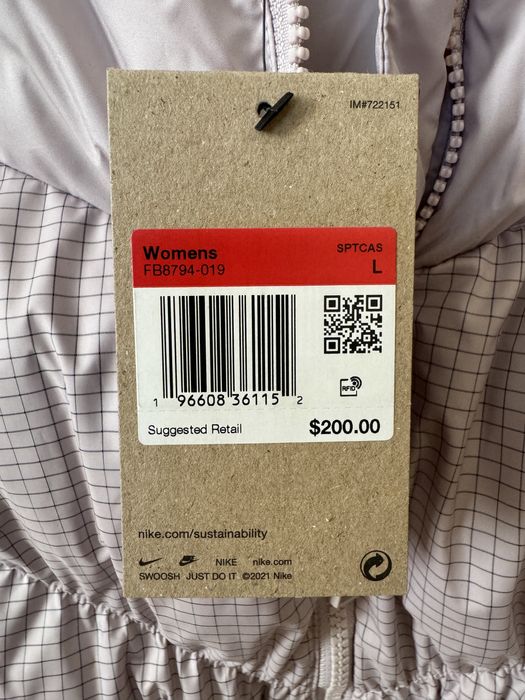 IM#722151
Womens
SPTCAS
FB8794-019
L
1 96608 36115 2
RFID
Suggested Retail
$200.00
nike.com/sustainability
NIKE nike.com
SWOOSH JUST DO IT ©2021 Nike